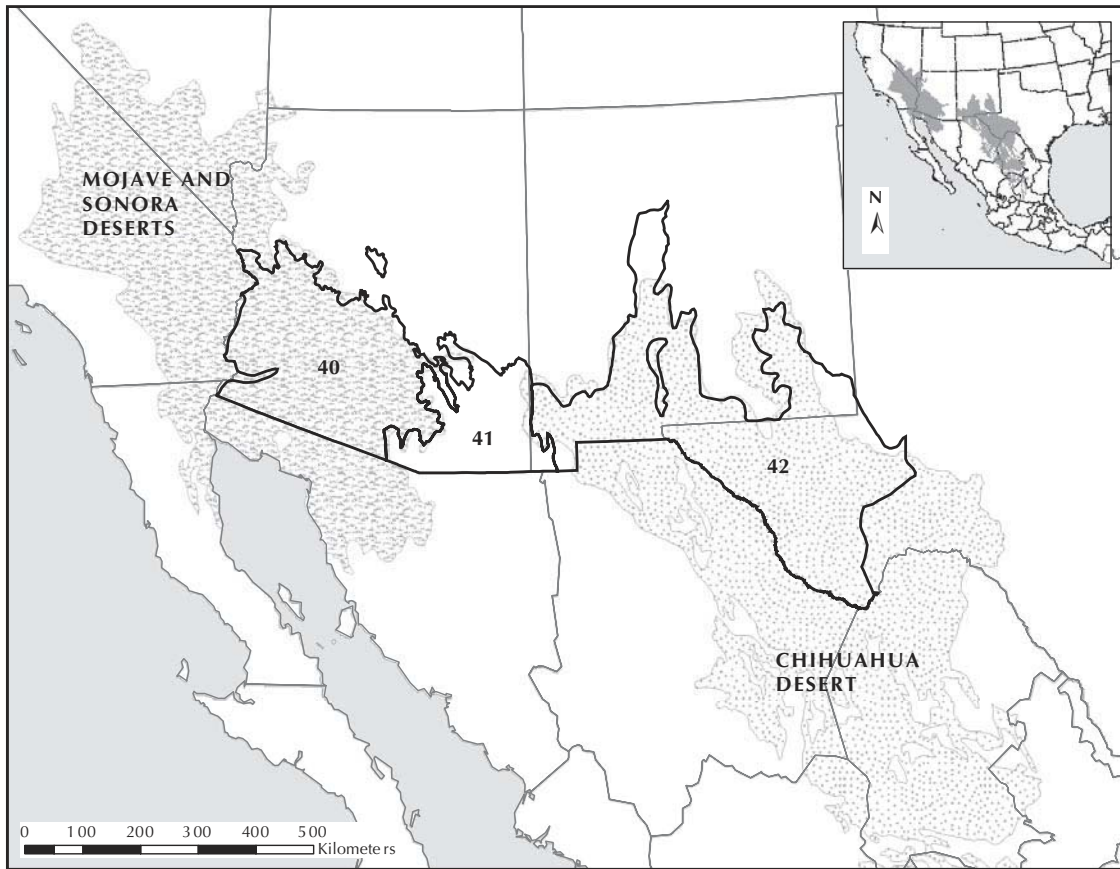 MOJAVE AND
SONORA
DESERTS
N
40
41
42
CHIHUAHUA
DESERT
0 100 200 300 400 500
Kilometers